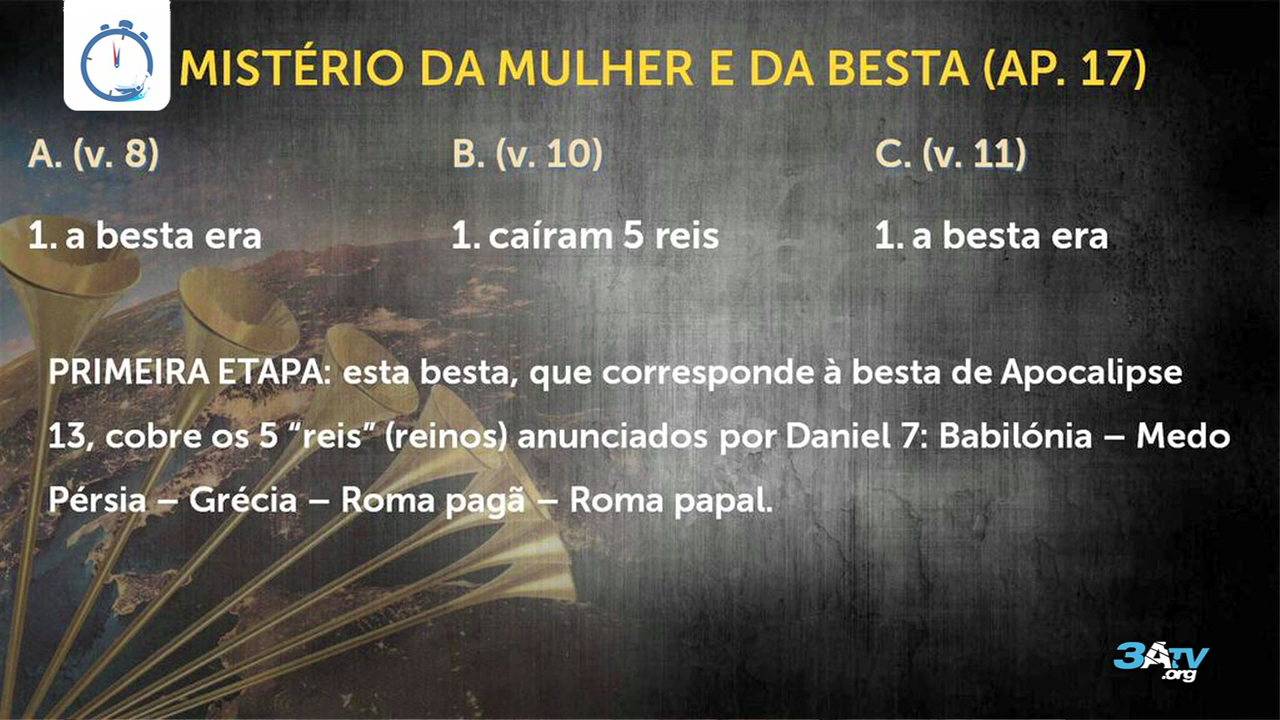 MISTÉRIO DA MULHER E DA BESTA (AP. 17)
A. (v. 8)
B. (v. 10)
C. (v. 11)
1. a besta era
1. caíram 5 reis
1. a besta era
PRIMEIRA ETAPA: esta besta, que corresponde à besta de Apocalipse
13, cobre os 5 “reis” (reinos) anunciados por Daniel 7: Babilónia – Medo
Pérsia – Grécia – Roma pagã – Roma papal.
3ATV
.org